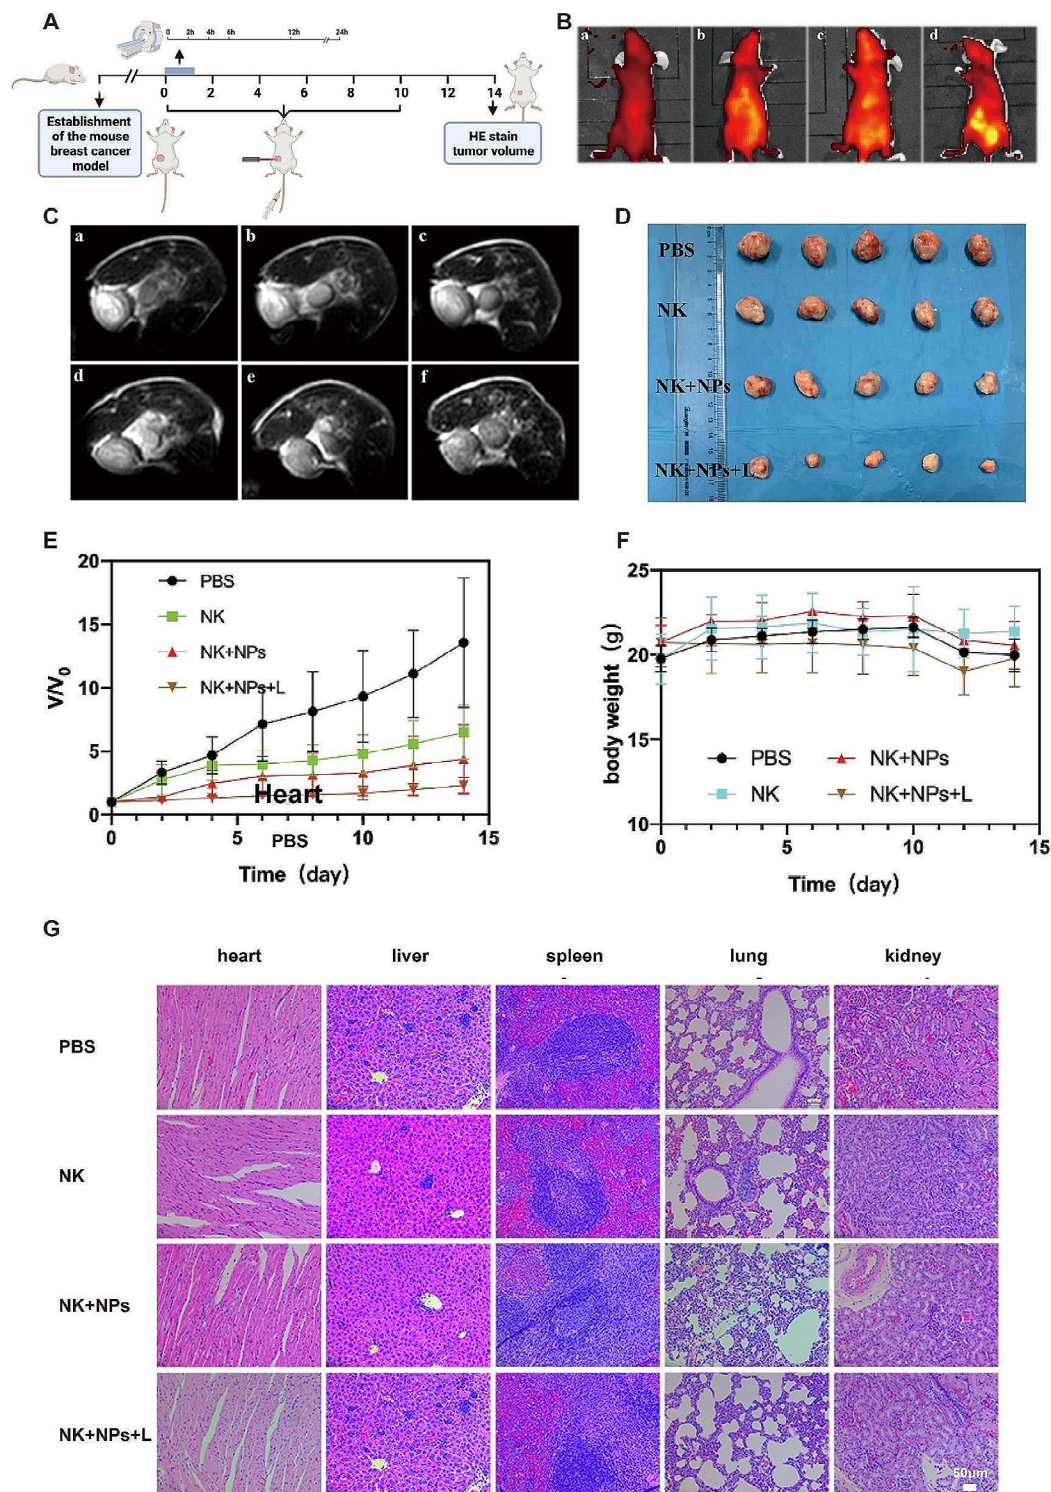 A
0 2h 4h 6h 12h 24h
0 2 4 6 8 10 12 14
Establishment
of the mouse
breast cancer
model
HE stain
tumor volume
B
a b c d
C
a b c
d e f
D
PBS
NK
NK+NPs
NK+NPs+L
E
20
15
10
5
0
V/V0
PBS
NK
NK+NPs
NK+NPs+L
Heart
0 5 10 15
PBS
Time (day)
F
25
20
15
10
body weight (g)
PBS
NK+NPs
NK
NK+NPs+L
0 5 10 15
Time (day)
G
heart liver spleen lung kidney
PBS
NK
NK+NPs
NK+NPs+L
50µm